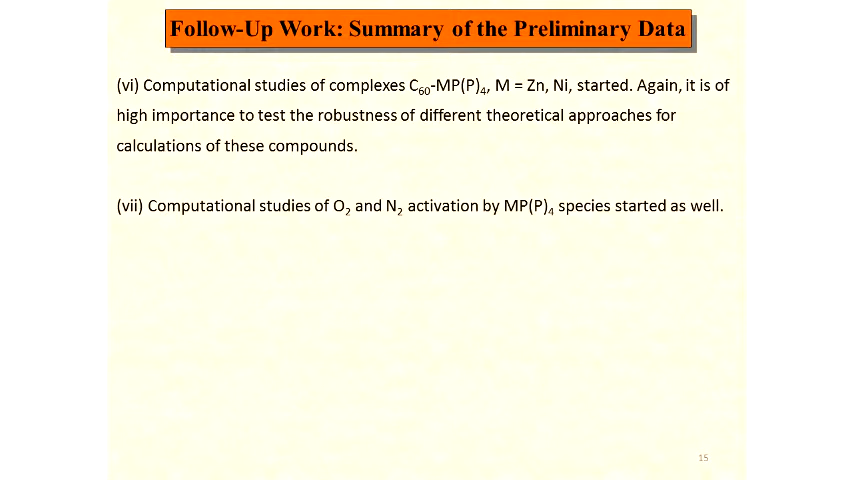 Follow-Up Work: Summary of the Preliminary Data
(vi) Computational studies of complexes C₆₀-MP(P)₄, M = Zn, Ni, started. Again, it is of
high importance to test the robustness of different theoretical approaches for
calculations of these compounds.
(vii) Computational studies of O₂ and N₂ activation by MP(P)₄ species started as well.
15